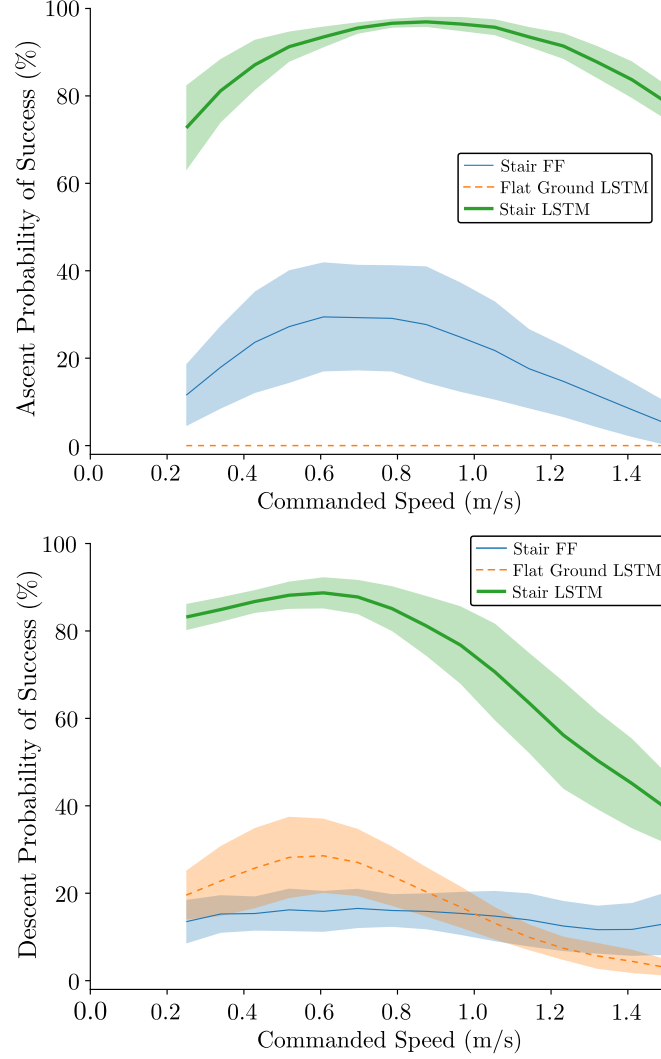 Ascent Probability of Success (%)
100
80
60
40
20
0
Stair FF
Flat Ground LSTM
Stair LSTM
0.0 0.2 0.4 0.6 0.8 1.0 1.2 1.4
Commanded Speed (m/s)
Descent Probability of Success (%)
100
80
60
40
20
0
Stair FF
Flat Ground LSTM
Stair LSTM
0.0 0.2 0.4 0.6 0.8 1.0 1.2 1.4
Commanded Speed (m/s)